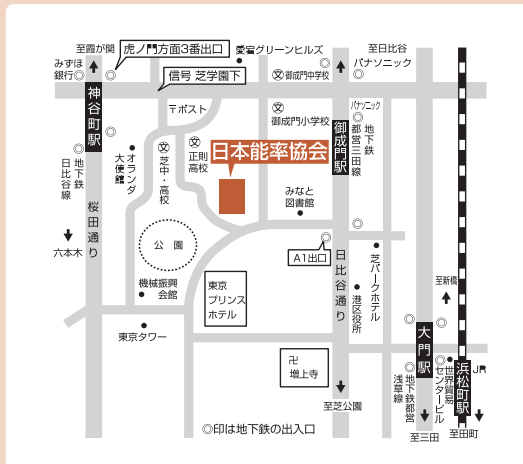 至霞が関
虎ノ門方面3番出口
愛宕グリーンヒルズ
至日比谷
みずほ
銀行
信号 芝学園下
文 御成門中学校
パナソニック
神谷町駅
〒ポスト
文
御成門小学校
パナソニック
地下鉄
都営三田線
御成門駅
地下鉄
日比谷線
オランダ
大使館
文
芝中・高校
文
正則
高校
日本能率協会
みなと
図書館
桜田通り
六本木
公園
A1出口
日比谷通り
芝パークホテル
港区役所
至新橋
機械振興
会館
東京
プリンス
ホテル
東京タワー
大門駅
卍
増上寺
地下鉄都営
浅草線
世界貿易
センタービル
浜松町駅
JR
至芝公園
至三田
至田町
◎印は地下鉄の出入口